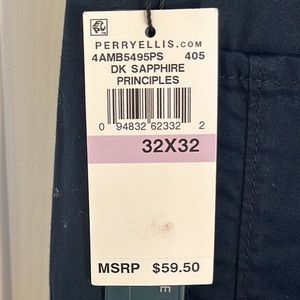 PERRYELLIS.COM
4AMB5495PS 405
DK SAPPHIRE
PRINCIPLES
0 94832 62332 2
32X32
MSRP $59.50